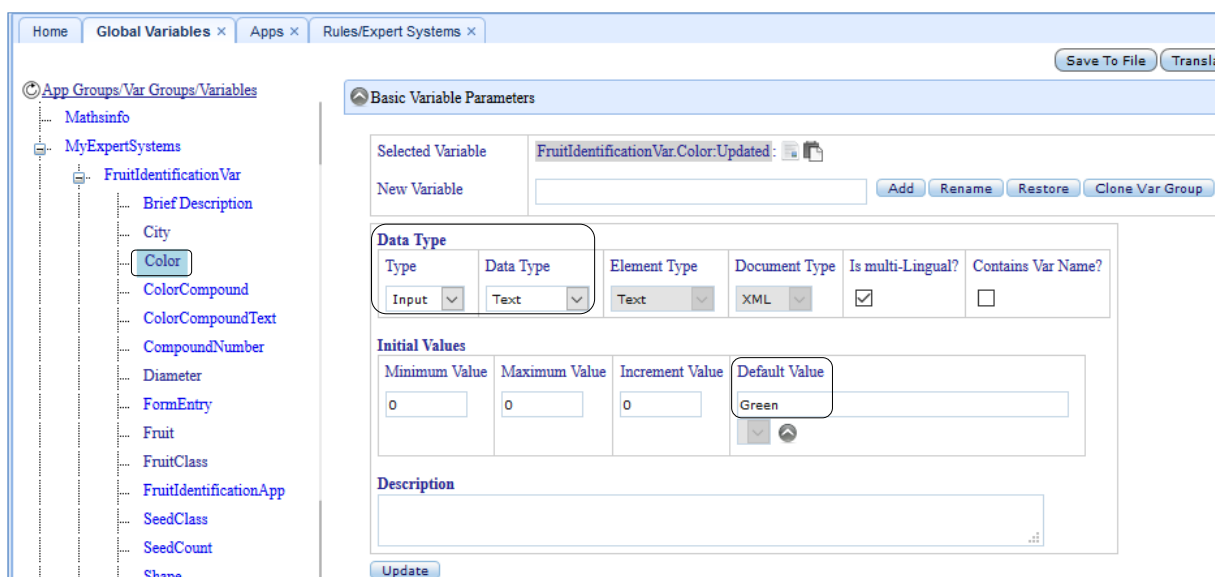 Home Global Variables × Apps × Rules/Expert Systems ×
Save To File Transla
App Groups/Var Groups/Variables
Mathsinfo
MyExpertSystems
FruitIdentificationVar
Brief Description
City
Color
ColorCompound
ColorCompoundText
CompoundNumber
Diameter
FormEntry
Fruit
FruitClass
FruitIdentificationApp
SeedClass
SeedCount
Shape
Basic Variable Parameters
Selected Variable FruitIdentificationVar.Color:Updated:
New Variable Add Rename Restore Clone Var Group
Data Type
Type Data Type Element Type Document Type Is multi-Lingual? Contains Var Name?
Input Text Text XML
Initial Values
Minimum Value Maximum Value Increment Value Default Value
0 0 0 Green
Description
Update